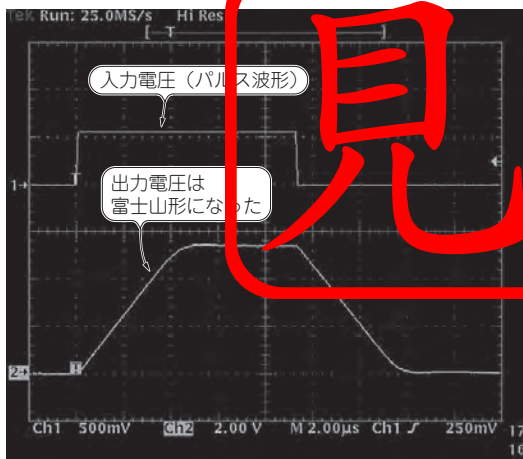 Tek Run: 25.0MS/s Hi Res
T
入力電圧（パルス波形）
1→
T
出力電圧は
富士山形になった
2→
Ch1 500mV Ch2 2.00 V M 2.00μs Ch1 250mV
見